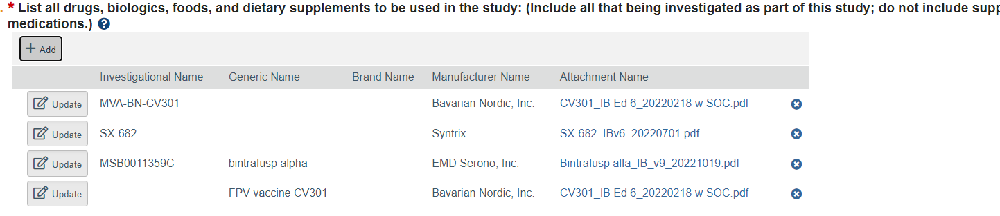 . * List all drugs, biologics, foods, and dietary supplements to be used in the study: (Include all that being investigated as part of this study; do not include
medications.) ?
+ Add
Investigational Name Generic Name Brand Name Manufacturer Name Attachment Name
Update MVA-BN-CV301 Bavarian Nordic, Inc. CV301_IB Ed 6_20220218 w SOC.pdf
Update SX-682 Syntrix SX-682_IBv6_20220701.pdf
Update MSB0011359C bintrafusp alpha EMD Serono, Inc. Bintrafusp alfa_IB_v9_20221019.pdf
Update FPV vaccine CV301 Bavarian Nordic, Inc. CV301_IB Ed 6_20220218 w SOC.pdf